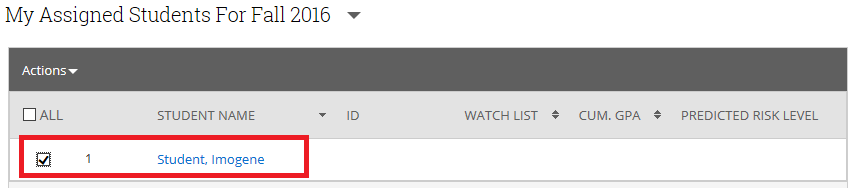 My Assigned Students For Fall 2016
Actions
ALL STUDENT NAME ID WATCH LIST CUM. GPA PREDICTED RISK LEVEL
1 Student, Imogene